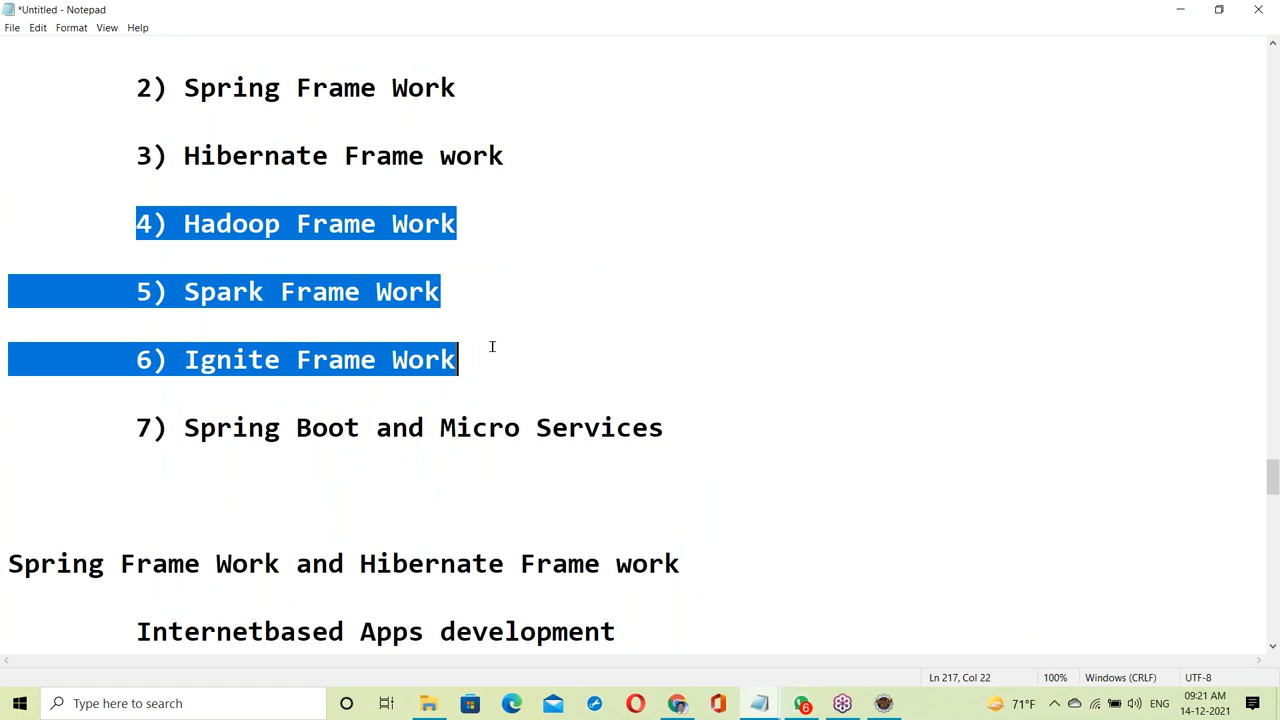 *Untitled - Notepad
File Edit Format View Help
2) Spring Frame Work
3) Hibernate Frame work
4) Hadoop Frame Work
5) Spark Frame Work
6) Ignite Frame Work
7) Spring Boot and Micro Services
Spring Frame Work and Hibernate Frame work
Internetbased Apps development
Ln 217, Col 22 100% Windows (CRLF) UTF-8
Type here to search
6
71°F ENG
09:21 AM
14-12-2021